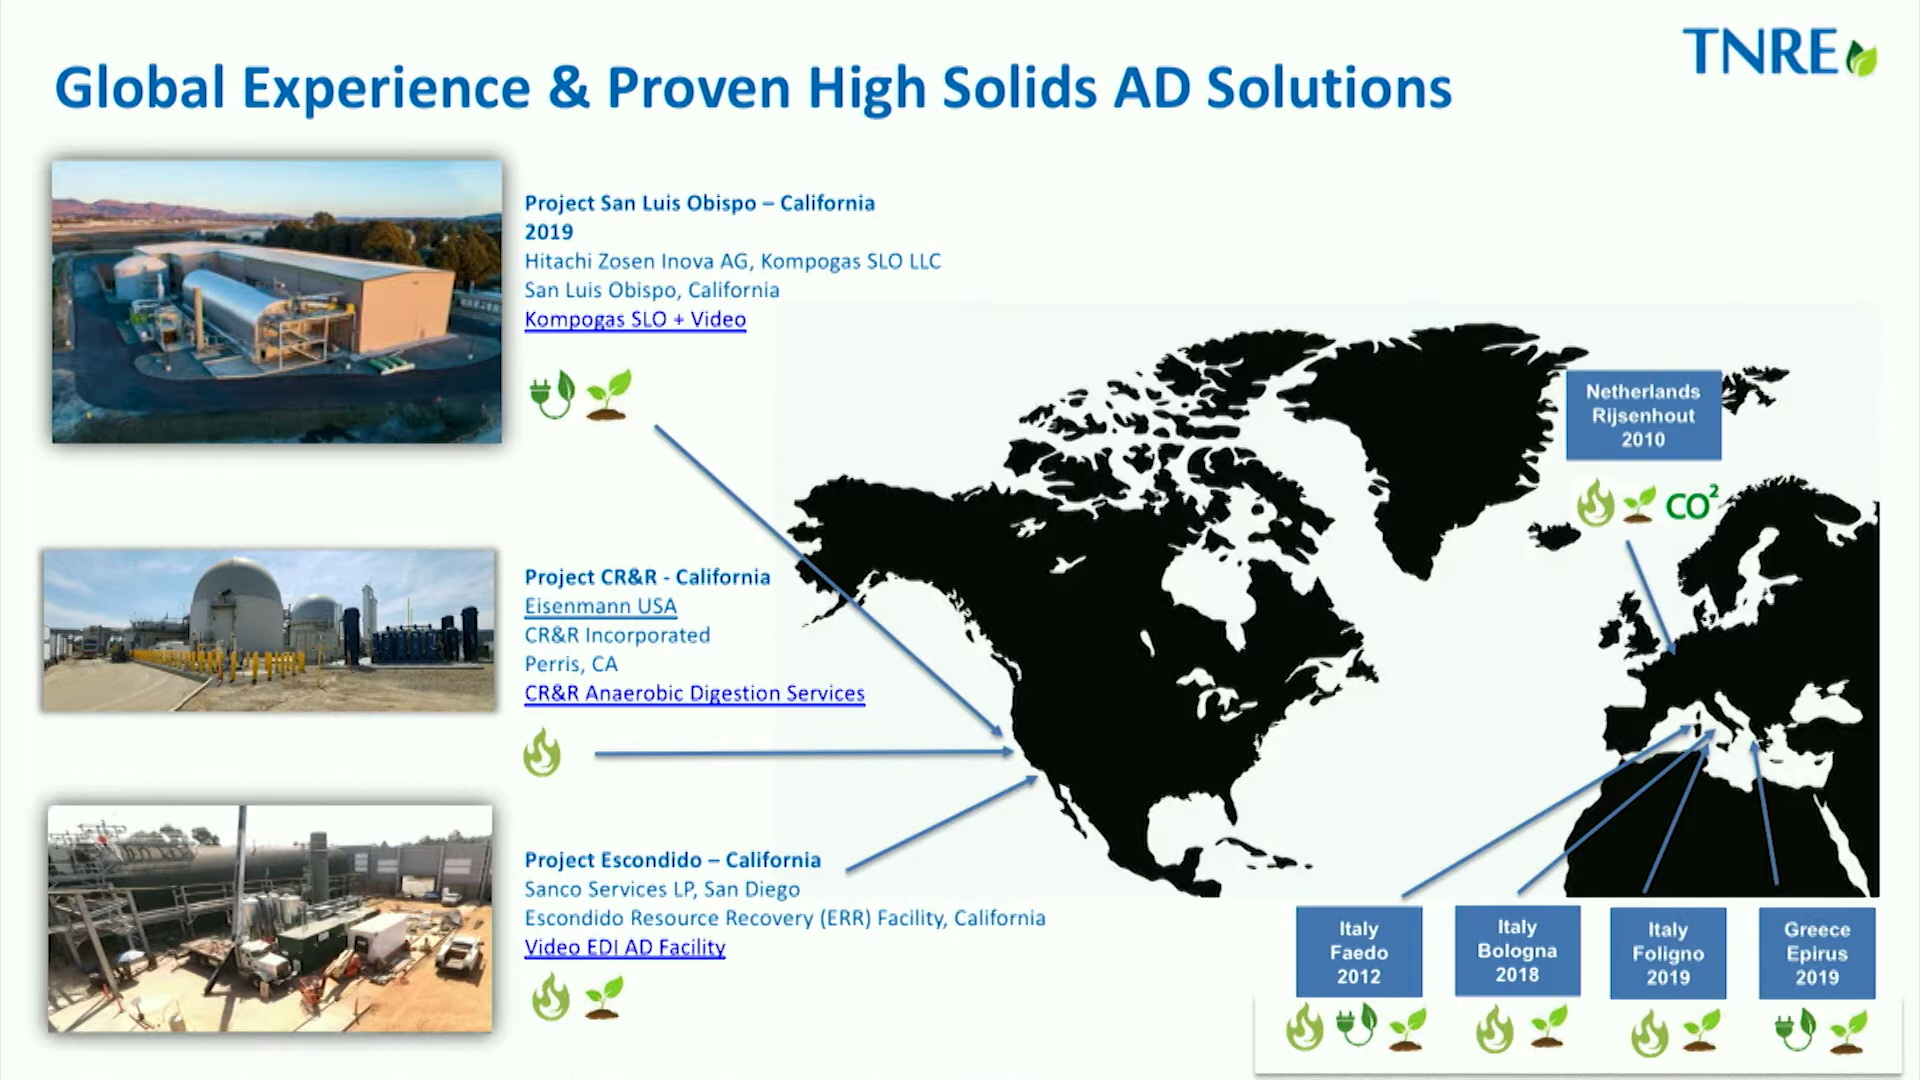 TNRE
Global Experience & Proven High Solids AD Solutions
Project San Luis Obispo – California
2019
Hitachi Zosen Inova AG, Kompogas SLO LLC
San Luis Obispo, California
Kompogas SLO + Video
Project CR&R - California
Eisenmann USA
CR&R Incorporated
Perris, CA
CR&R Anaerobic Digestion Services
Project Escondido – California
Sanco Services LP, San Diego
Escondido Resource Recovery (ERR) Facility, California
Video EDI AD Facility
Netherlands
Rijsenhout
2010
CO²
Italy
Faedo
2012
Italy
Bologna
2018
Italy
Foligno
2019
Greece
Epirus
2019